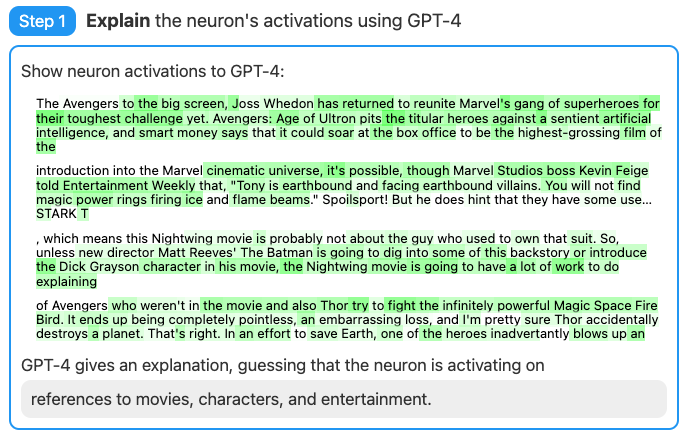 Step 1 Explain the neuron's activations using GPT-4
Show neuron activations to GPT-4:
The Avengers to the big screen, Joss Whedon has returned to reunite Marvel's gang of superheroes for
their toughest challenge yet. Avengers: Age of Ultron pits the titular heroes against a sentient artificial
intelligence, and smart money says that it could soar at the box office to be the highest-grossing film of
the
introduction into the Marvel cinematic universe, it's possible, though Marvel Studios boss Kevin Feige
told Entertainment Weekly that, "Tony is earthbound and facing earthbound villains. You will not find
magic power rings firing ice and flame beams." Spoilsport! But he does hint that they have some use…
STARK T
, which means this Nightwing movie is probably not about the guy who used to own that suit. So,
unless new director Matt Reeves' The Batman is going to dig into some of this backstory or introduce
the Dick Grayson character in his movie, the Nightwing movie is going to have a lot of work to do
explaining
of Avengers who weren't in the movie and also Thor try to fight the infinitely powerful Magic Space Fire
Bird. It ends up being completely pointless, an embarrassing loss, and I'm pretty sure Thor accidentally
destroys a planet. That's right. In an effort to save Earth, one of the heroes inadvertantly blows up an
GPT-4 gives an explanation, guessing that the neuron is activating on
references to movies, characters, and entertainment.